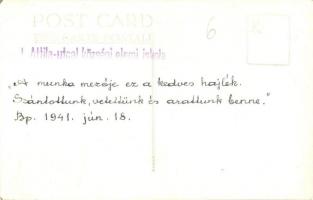 POST CARD
CARTE POSTALE
6
I. Attila-utcai községi elemi iskola
K
„A munka mezője ez a kedves hajlék.
Szántottunk, vetettünk és arattunk benne."
Bp. 1941. jún. 18.